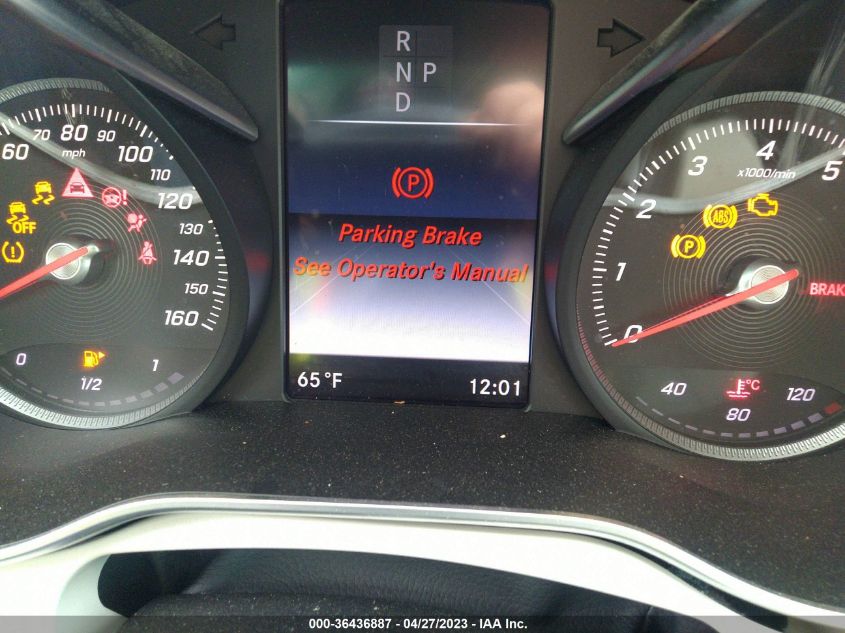 R
N P
D
Parking Brake
See Operator's Manual
65°F 12:01
60 70 80 90 100 110 120 130 140 150 160
mph
OFF
0 1/2 1
0 1 2 3 4 5
x1000/min
ABS
P
P
BRAK
°C
40 80 120
000-36436887 - 04/27/2023 - IAA Inc.